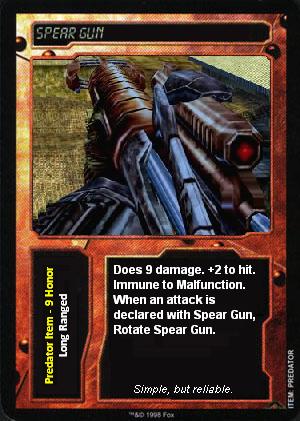 SPEAR GUN
Predator Item - 9 Honor
Long Ranged
Does 9 damage. +2 to hit.
Immune to Malfunction.
When an attack is
declared with Spear Gun,
Rotate Spear Gun.
Simple, but reliable.
ITEM: PREDATOR
™&© 1998 Fox